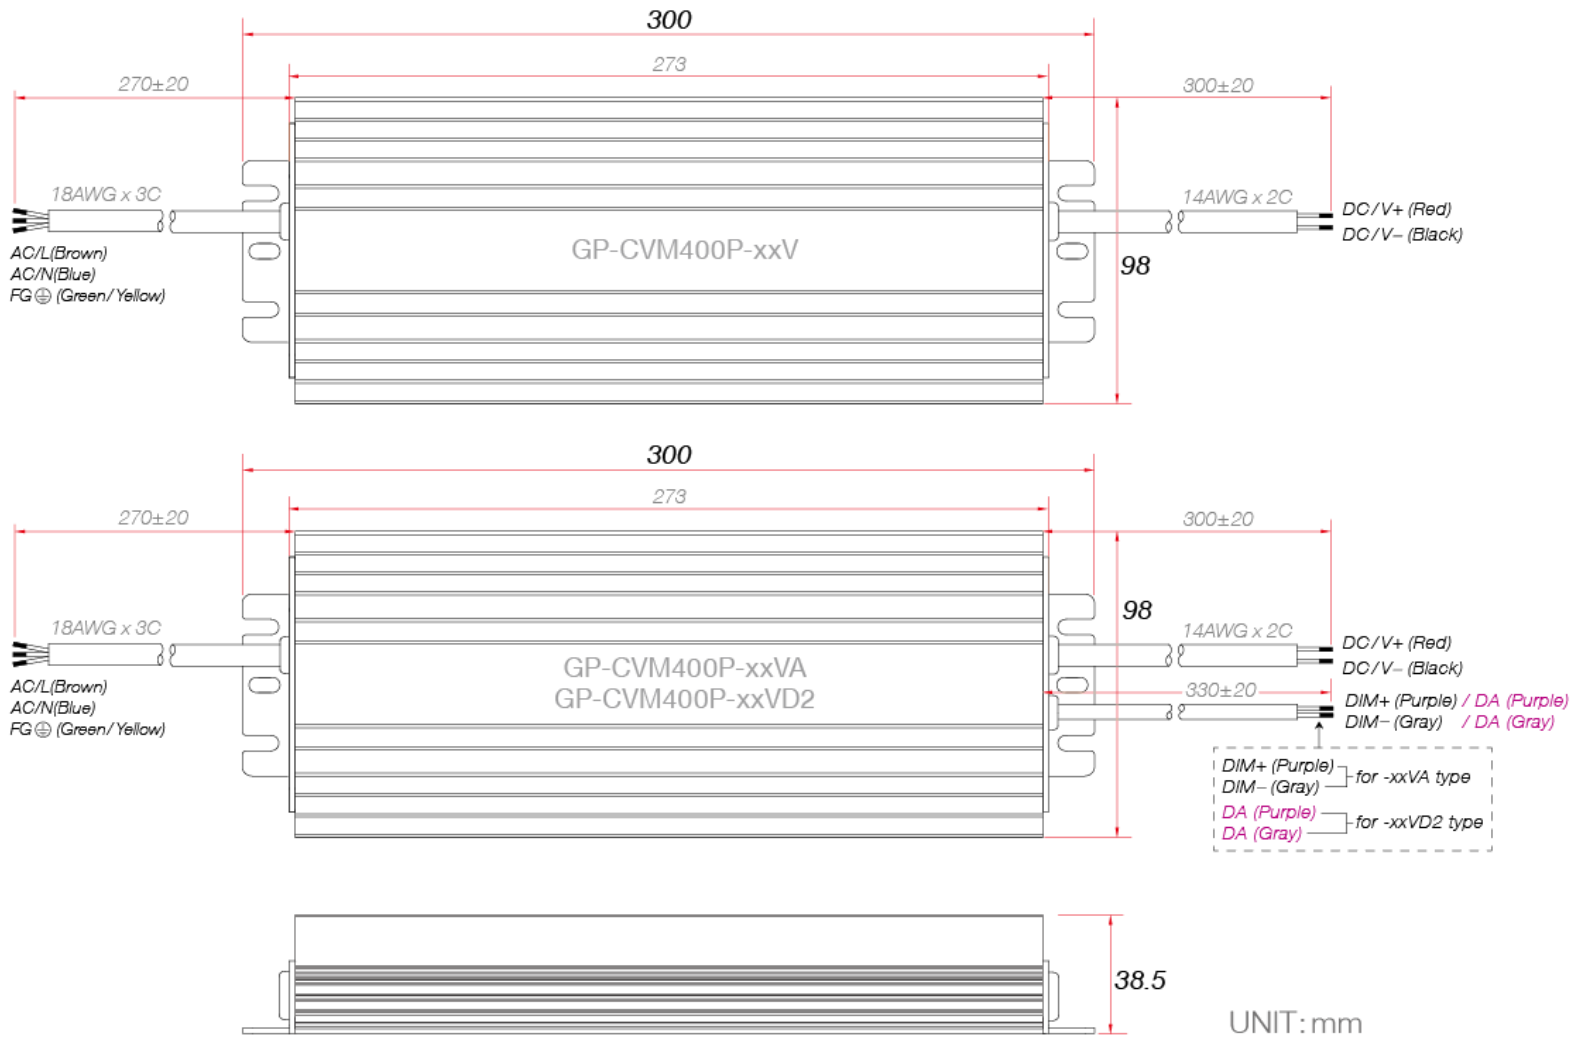 300
273
270±20
300±20
18AWG x 3C
14AWG x 2C
DC/V+ (Red)
DC/V− (Black)
AC/L(Brown)
AC/N(Blue)
FG⏚ (Green/Yellow)
GP-CVM400P-xxV
98
300
273
270±20
300±20
98
18AWG x 3C
14AWG x 2C
DC/V+ (Red)
DC/V− (Black)
AC/L(Brown)
AC/N(Blue)
FG⏚ (Green/Yellow)
GP-CVM400P-xxVA
GP-CVM400P-xxVD2
330±20
DIM+ (Purple) / DA (Purple)
DIM− (Gray) / DA (Gray)
DIM+ (Purple)
DIM− (Gray)
for -xxVA type
DA (Purple)
DA (Gray)
for -xxVD2 type
38.5
UNIT: mm